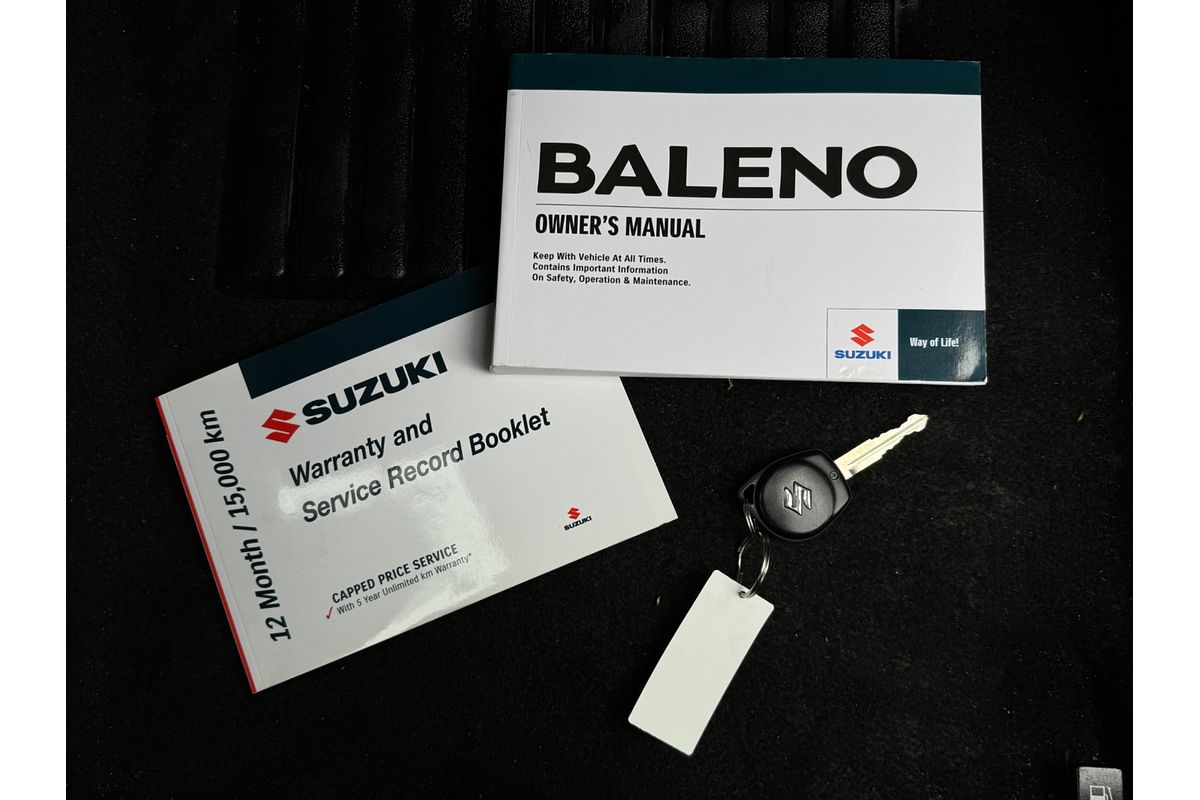 BALENO
OWNER'S MANUAL
Keep With Vehicle At All Times.
Contains Important Information
On Safety, Operation & Maintenance.
SUZUKI
Way of Life!
SUZUKI
Warranty and
Service Record Booklet
12 Month / 15,000 km
SUZUKI
CAPPED PRICE SERVICE
With 5 Year Unlimited km Warranty*